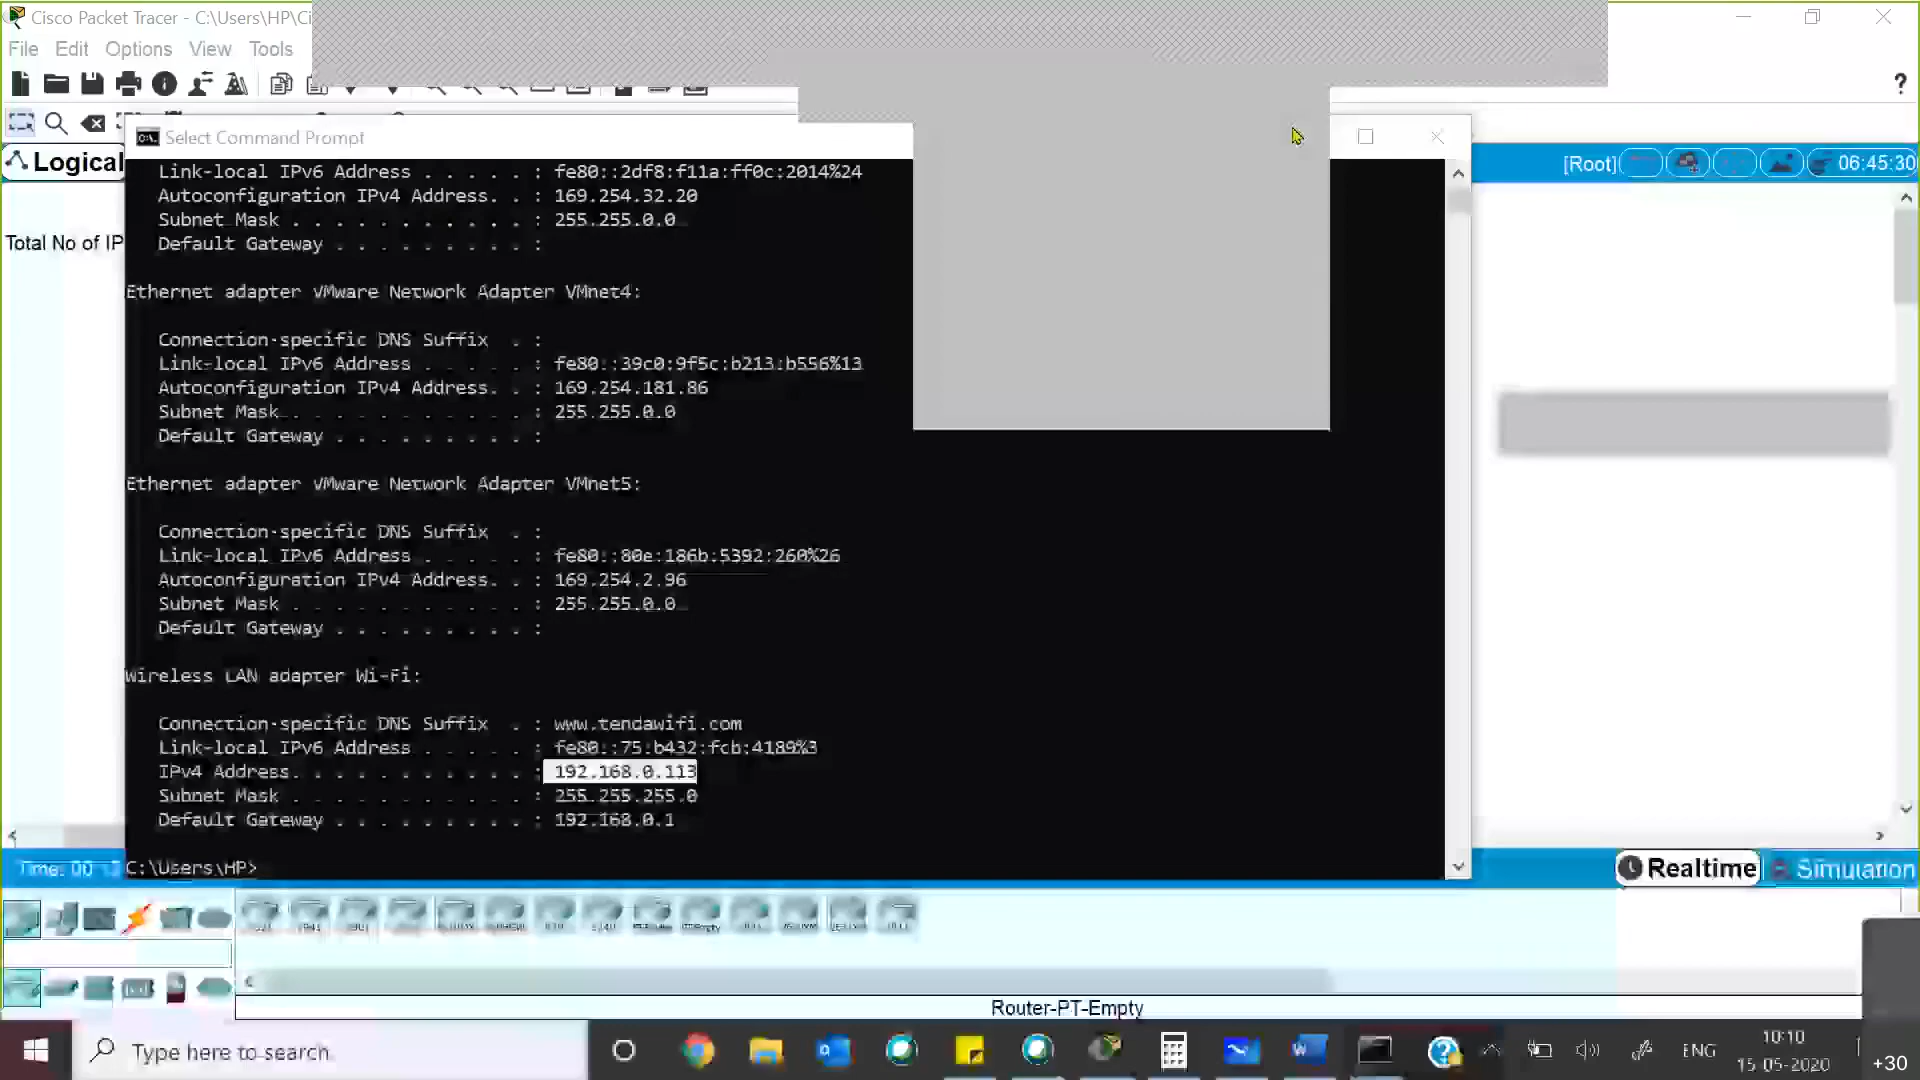 Cisco Packet Tracer - C:\Users\HP\Ci
File Edit Options View Tools
?
Select Command Prompt
Logical
[Root]
06:45:30
Total No of IP
Link-local IPv6 Address . . . . . : fe80::2df8:f11a:ff0c:2014%24
Autoconfiguration IPv4 Address. . : 169.254.32.20
Subnet Mask . . . . . . . . . . . : 255.255.0.0
Default Gateway . . . . . . . . . :
Ethernet adapter VMware Network Adapter VMnet4:
Connection-specific DNS Suffix . :
Link-local IPv6 Address . . . . . : fe80::39c0:9f5c:b213:b556%13
Autoconfiguration IPv4 Address. . : 169.254.181.86
Subnet Mask . . . . . . . . . . . : 255.255.0.0
Default Gateway . . . . . . . . . :
Ethernet adapter VMware Network Adapter VMnet5:
Connection-specific DNS Suffix . :
Link-local IPv6 Address . . . . . : fe80::80e:186b:5392:260%26
Autoconfiguration IPv4 Address. . : 169.254.2.96
Subnet Mask . . . . . . . . . . . : 255.255.0.0
Default Gateway . . . . . . . . . :
Wireless LAN adapter Wi-Fi:
Connection-specific DNS Suffix . : www.tendawifi.com
Link-local IPv6 Address . . . . . : fe80::75:b432:fcb:4189%3
IPv4 Address. . . . . . . . . . . : 192.168.0.113
Subnet Mask . . . . . . . . . . . : 255.255.255.0
Default Gateway . . . . . . . . . : 192.168.0.1
C:\Users\HP>
Time: 00
Realtime
Simulation
Router-PT-Empty
Type here to search
ENG
10:10
15-05-2020
+30